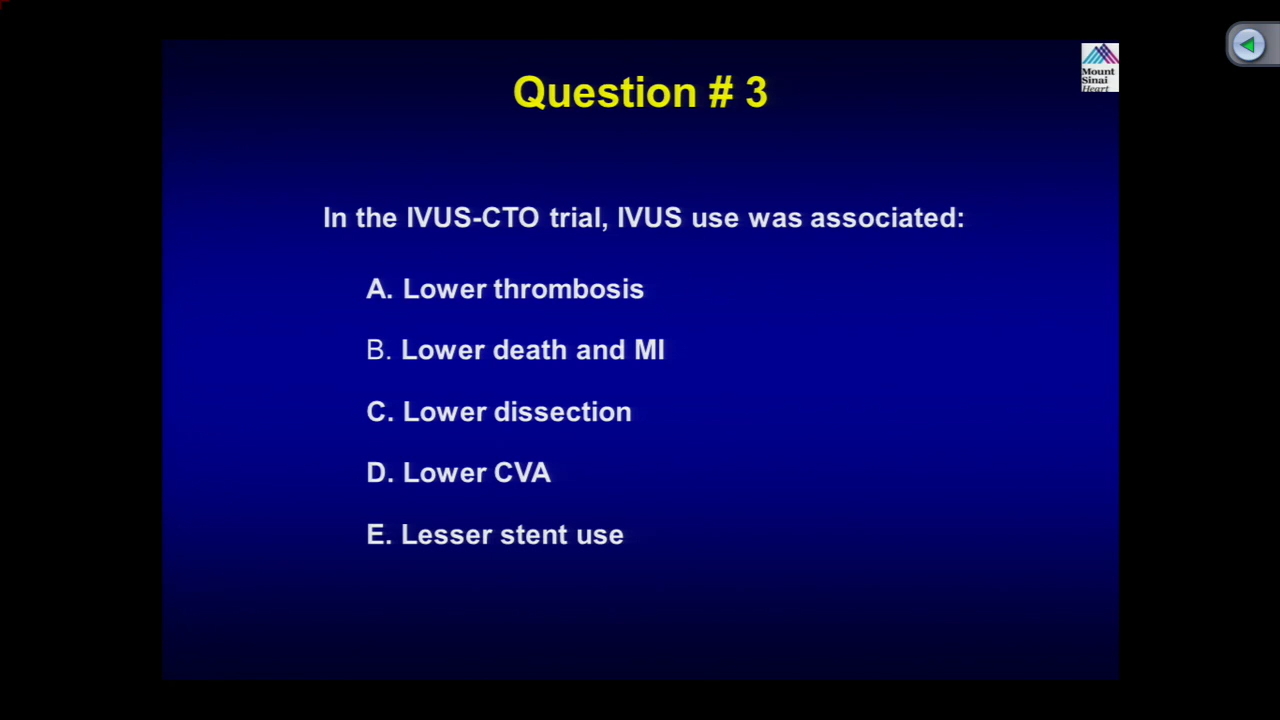 Mount
Sinai
Heart
Question # 3
In the IVUS-CTO trial, IVUS use was associated:
A. Lower thrombosis
B. Lower death and MI
C. Lower dissection
D. Lower CVA
E. Lesser stent use